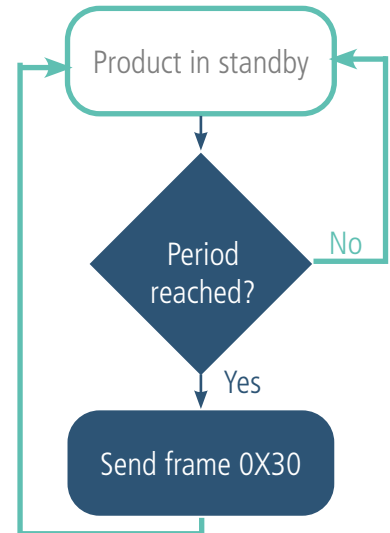 Product in standby
Period
reached?
No
Yes
Send frame 0X30